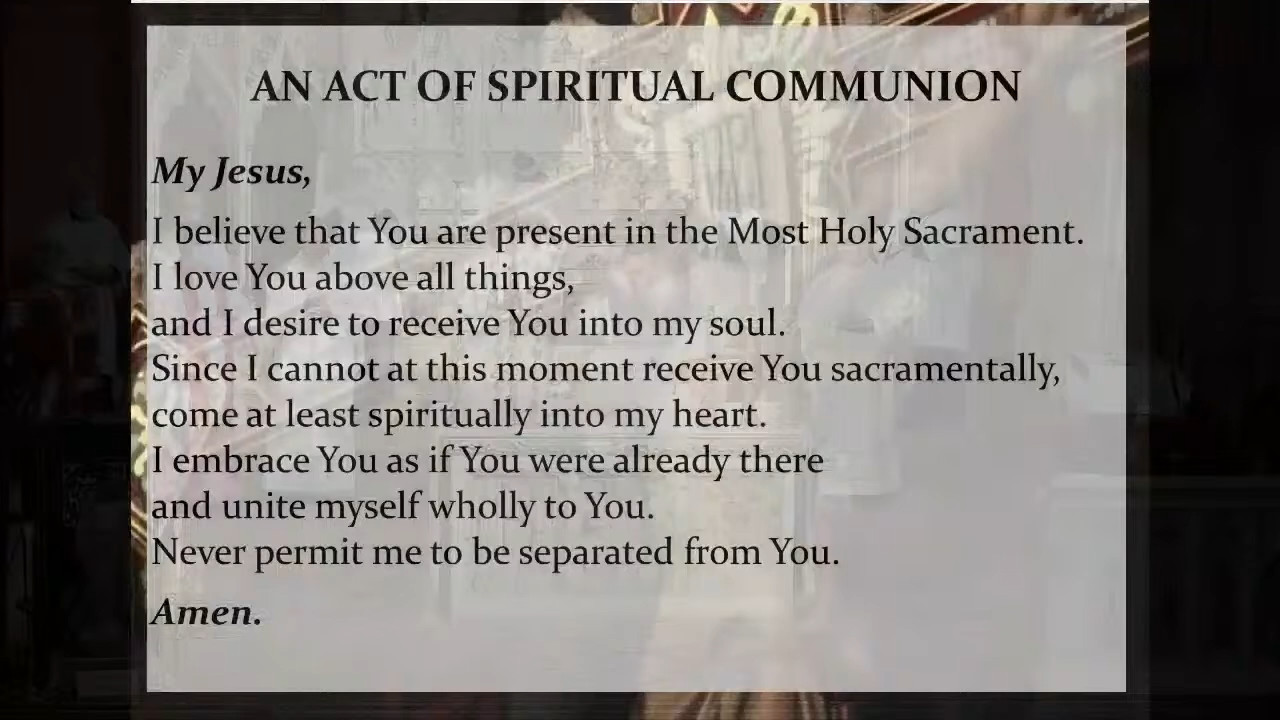 AN ACT OF SPIRITUAL COMMUNION
My Jesus,
I believe that You are present in the Most Holy Sacrament.
I love You above all things,
and I desire to receive You into my soul.
Since I cannot at this moment receive You sacramentally,
come at least spiritually into my heart.
I embrace You as if You were already there
and unite myself wholly to You.
Never permit me to be separated from You.
Amen.